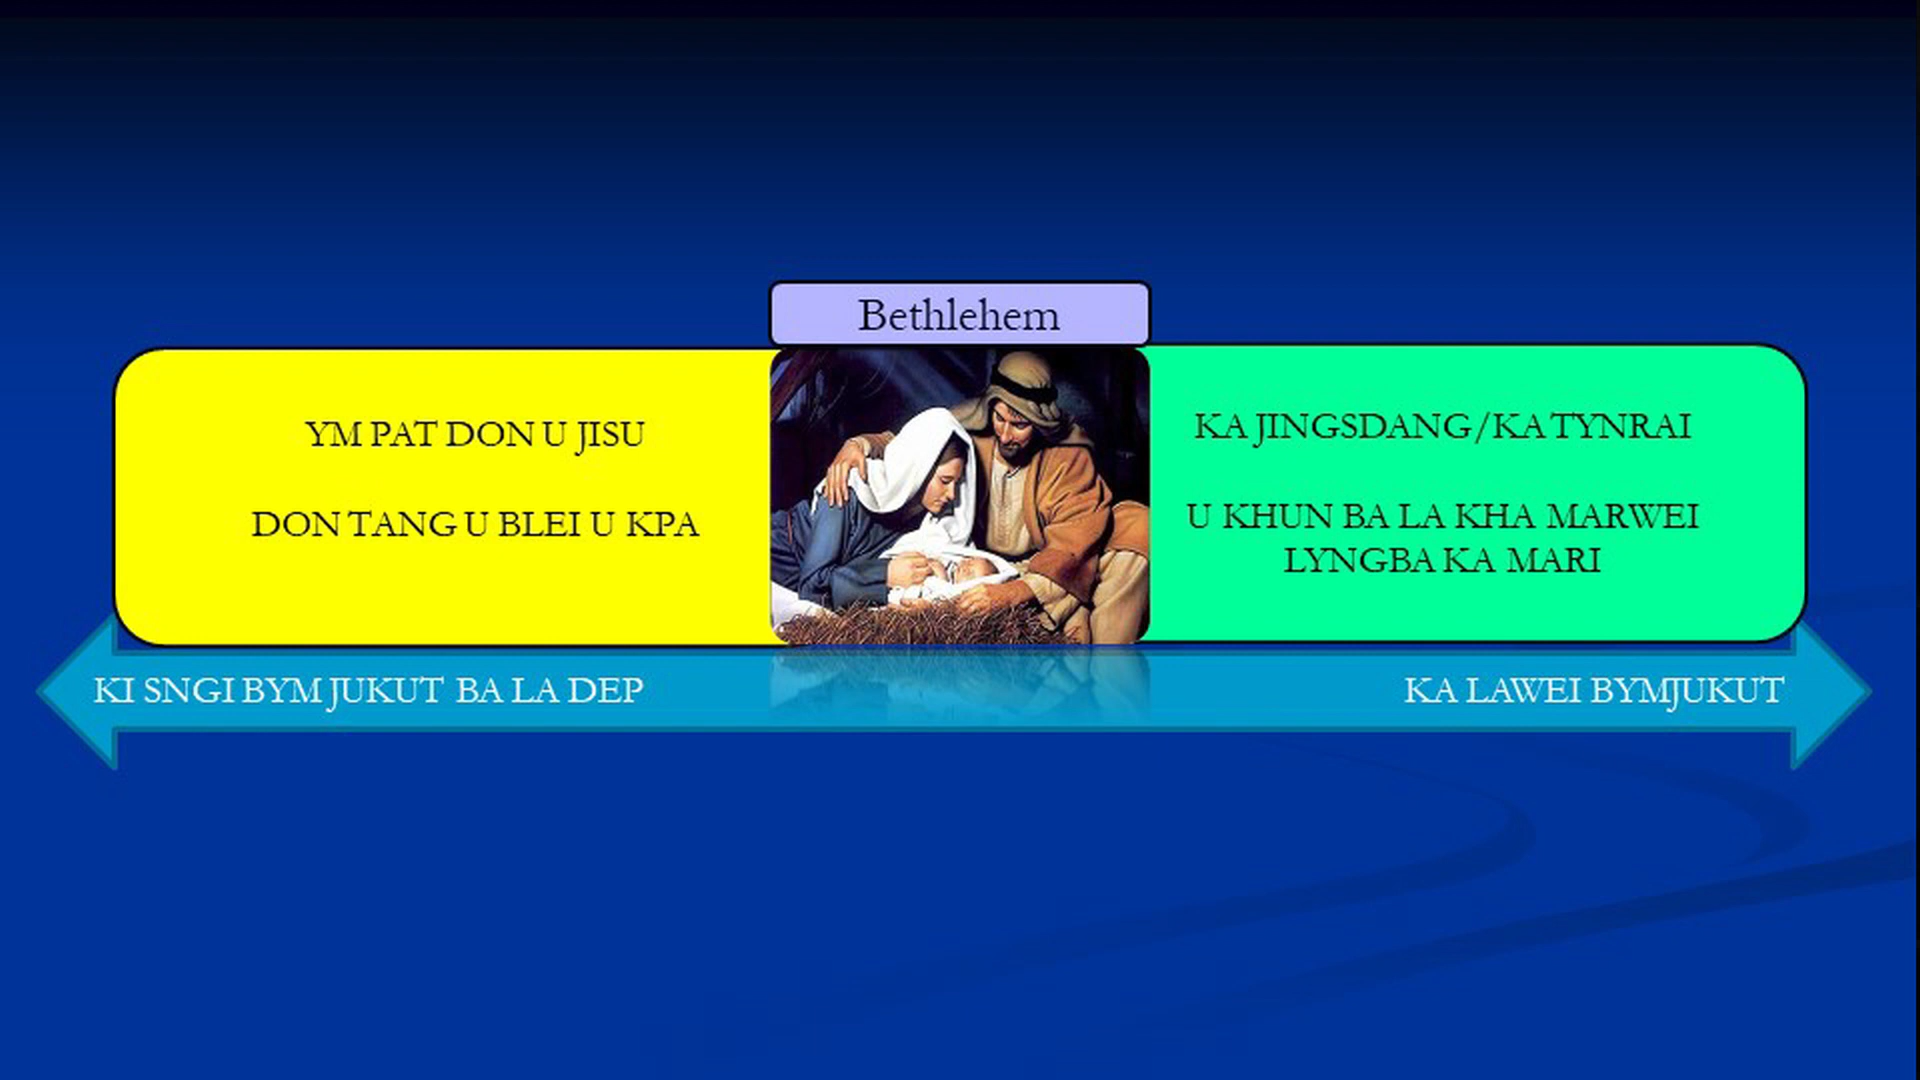 Bethlehem
YM PAT DON U JISU
DON TANG U BLEI U KPA
KA JINGSDANG/KA TYNRAI
U KHUN BA LA KHA MARWEI
LYNGBA KA MARI
KI SNGI BYM JUKUT BA LA DEP
KA LAWEI BYMJUKUT